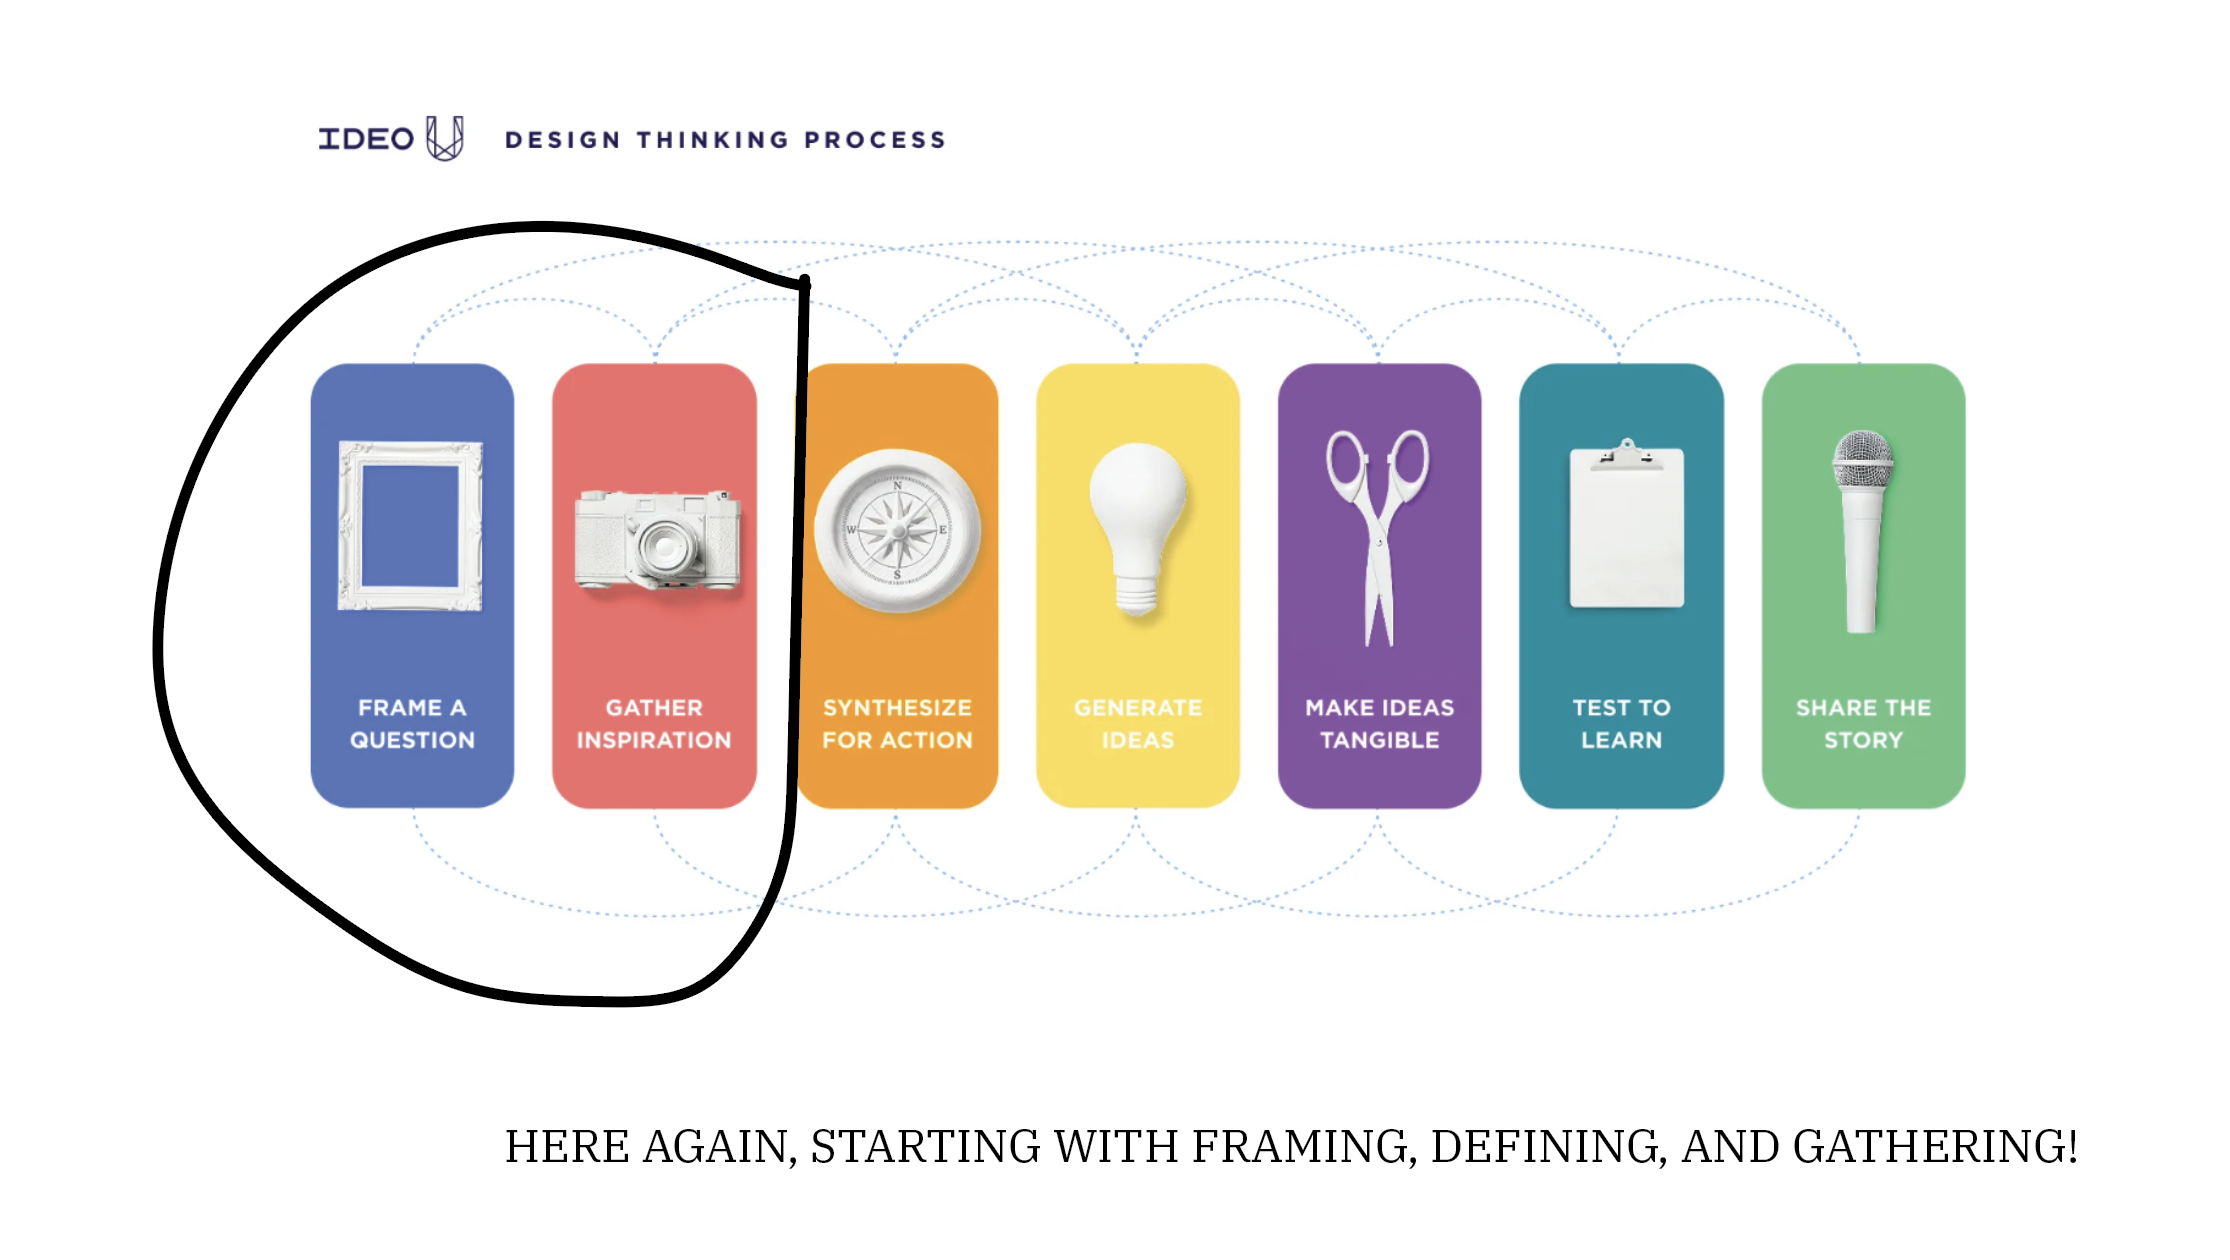 IDEO U DESIGN THINKING PROCESS
N
W E
S
FRAME A
QUESTION
GATHER
INSPIRATION
SYNTHESIZE
FOR ACTION
GENERATE
IDEAS
MAKE IDEAS
TANGIBLE
TEST TO
LEARN
SHARE THE
STORY
HERE AGAIN, STARTING WITH FRAMING, DEFINING, AND GATHERING!